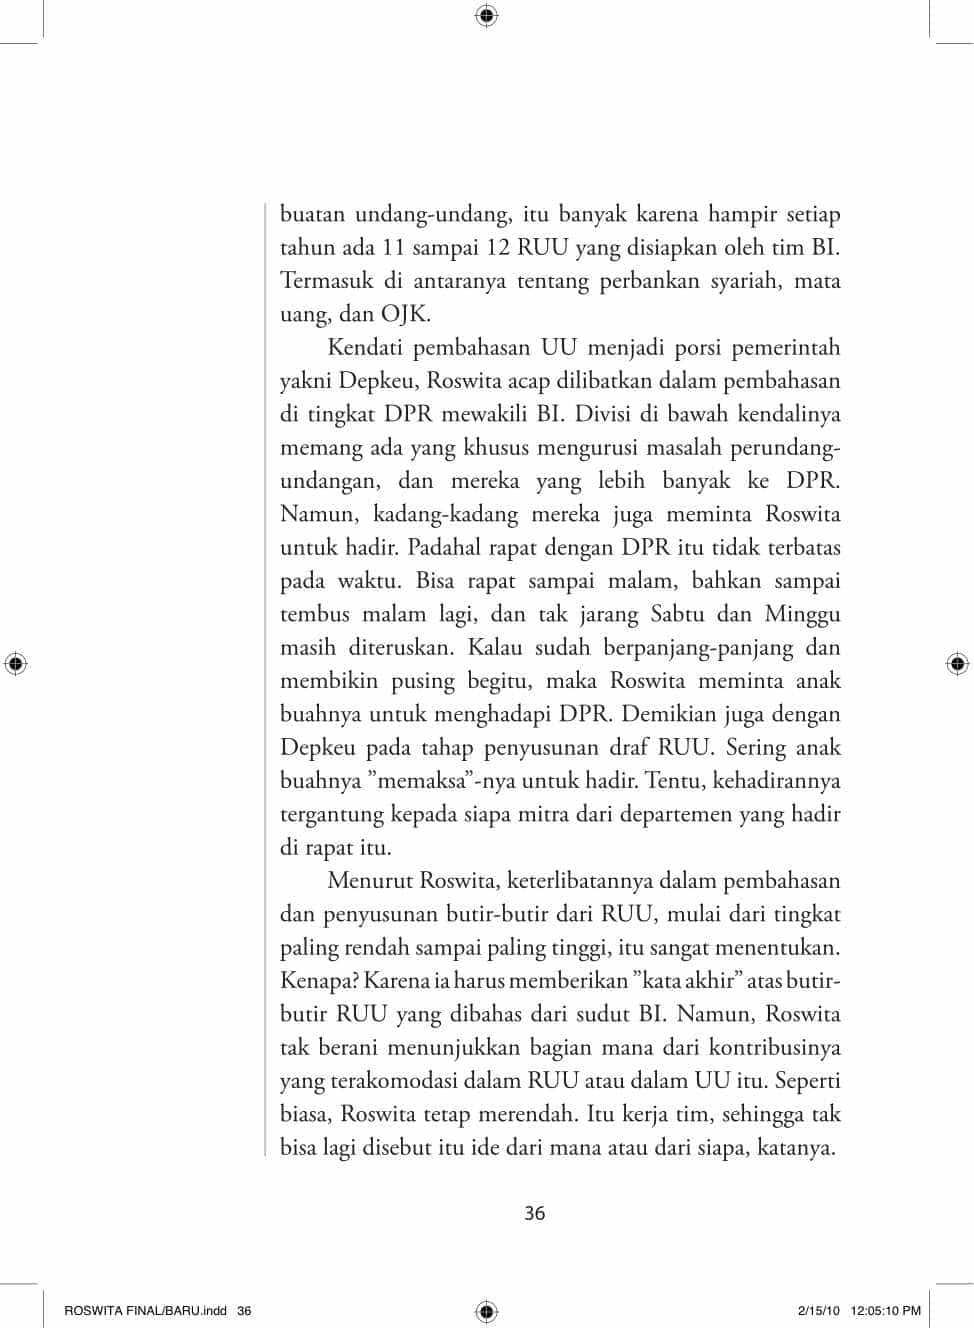 buatan undang-undang, itu banyak karena hampir setiap
tahun ada 11 sampai 12 RUU yang disiapkan oleh tim BI.
Termasuk di antaranya tentang perbankan syariah, mata
uang, dan OJK.
Kendati pembahasan UU menjadi porsi pemerintah
yakni Depkeu, Roswita acap dilibatkan dalam pembahasan
di tingkat DPR mewakili BI. Divisi di bawah kendalinya
memang ada yang khusus mengurusi masalah perundang-
undangan, dan mereka yang lebih banyak ke DPR.
Namun, kadang-kadang mereka juga meminta Roswita
untuk hadir. Padahal rapat dengan DPR itu tidak terbatas
pada waktu. Bisa rapat sampai malam, bahkan sampai
tembus malam lagi, dan tak jarang Sabtu dan Minggu
masih diteruskan. Kalau sudah berpanjang-panjang dan
membikin pusing begitu, maka Roswita meminta anak
buahnya untuk menghadapi DPR. Demikian juga dengan
Depkeu pada tahap penyusunan draf RUU. Sering anak
buahnya ”memaksa”-nya untuk hadir. Tentu, kehadirannya
tergantung kepada siapa mitra dari departemen yang hadir
di rapat itu.
Menurut Roswita, keterlibatannya dalam pembahasan
dan penyusunan butir-butir dari RUU, mulai dari tingkat
paling rendah sampai paling tinggi, itu sangat menentukan.
Kenapa? Karena ia harus memberikan ”kata akhir” atas butir-
butir RUU yang dibahas dari sudut BI. Namun, Roswita
tak berani menunjukkan bagian mana dari kontribusinya
yang terakomodasi dalam RUU atau dalam UU itu. Seperti
biasa, Roswita tetap merendah. Itu kerja tim, sehingga tak
bisa lagi disebut itu ide dari mana atau dari siapa, katanya.
36
ROSWITA FINAL/BARU.indd 36
2/15/10 12:05:10 PM